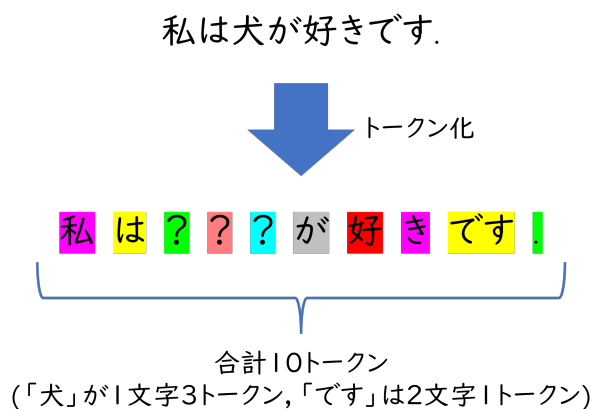 私は犬が好きです.
トークン化
私 は ? ? ? が 好 き です .
合計10トークン
(「犬」が1文字3トークン,「です」は2文字1トークン)